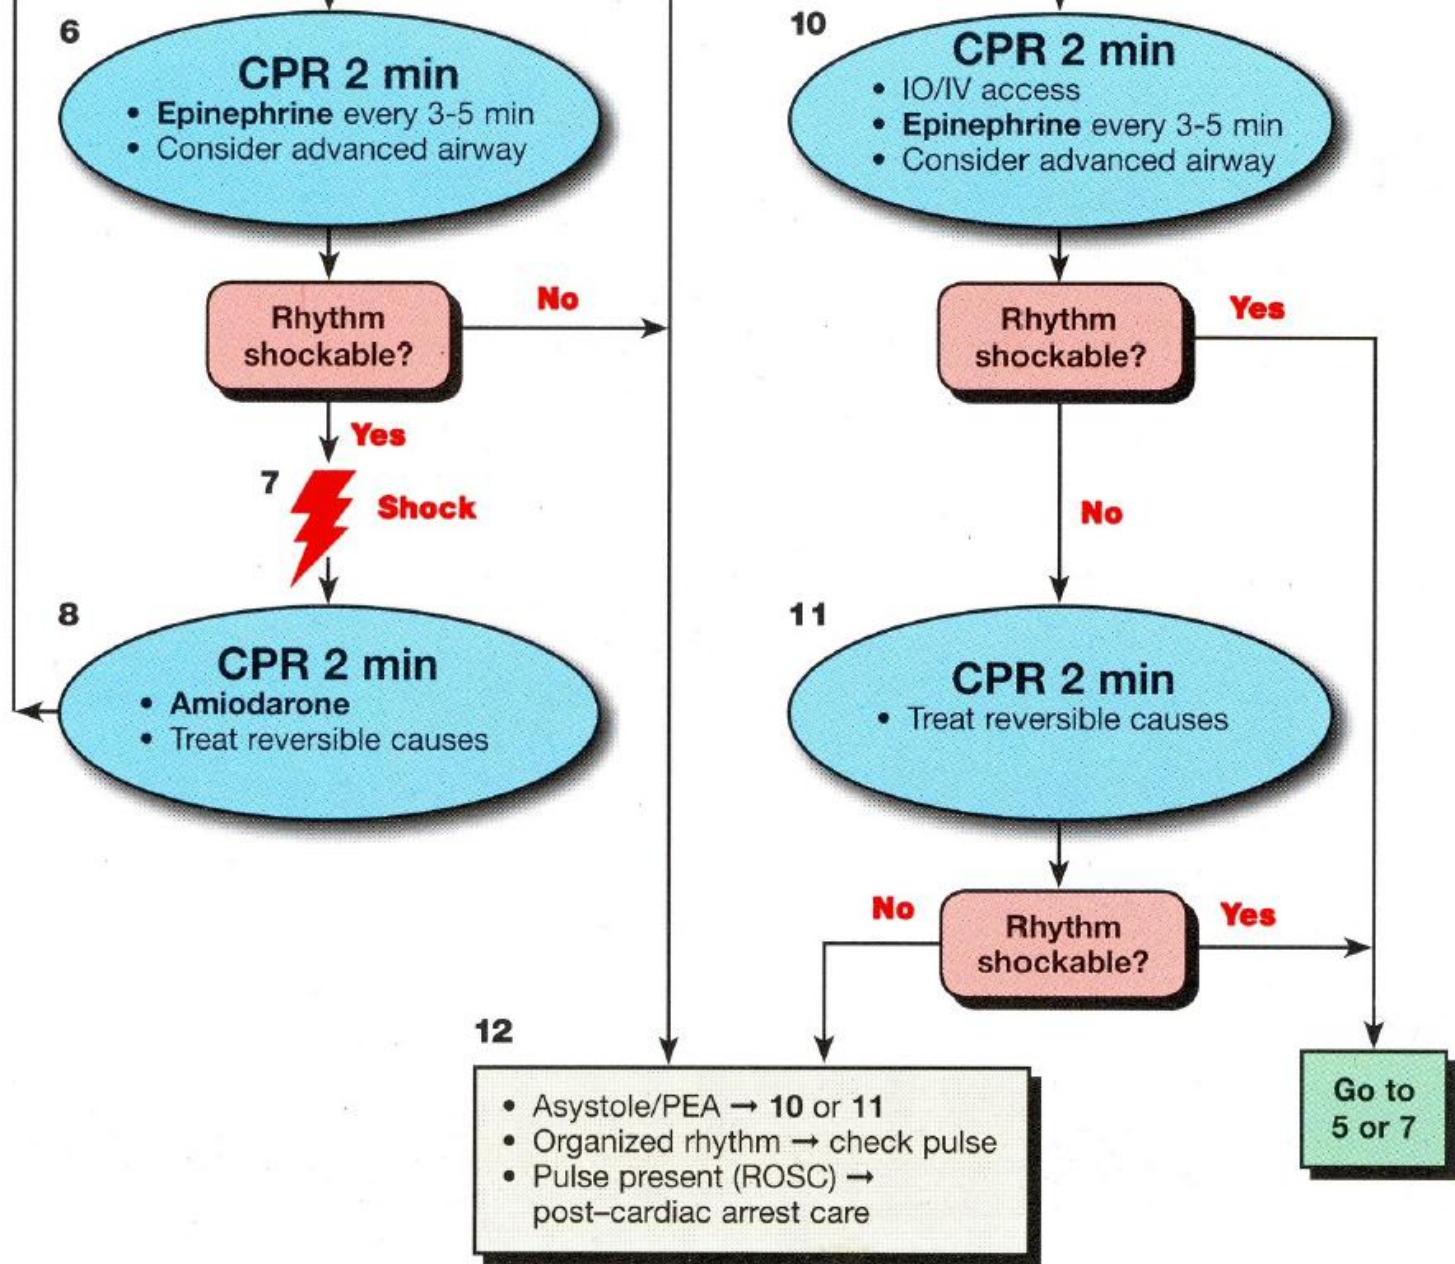 6
CPR 2 min
• Epinephrine every 3-5 min
• Consider advanced airway
Rhythm
shockable?
No
Yes
7
Shock
8
CPR 2 min
• Amiodarone
• Treat reversible causes
10
CPR 2 min
• IO/IV access
• Epinephrine every 3-5 min
• Consider advanced airway
Rhythm
shockable?
Yes
No
11
CPR 2 min
• Treat reversible causes
Rhythm
shockable?
No
Yes
12
• Asystole/PEA → 10 or 11
• Organized rhythm → check pulse
• Pulse present (ROSC) →
post–cardiac arrest care
Go to
5 or 7